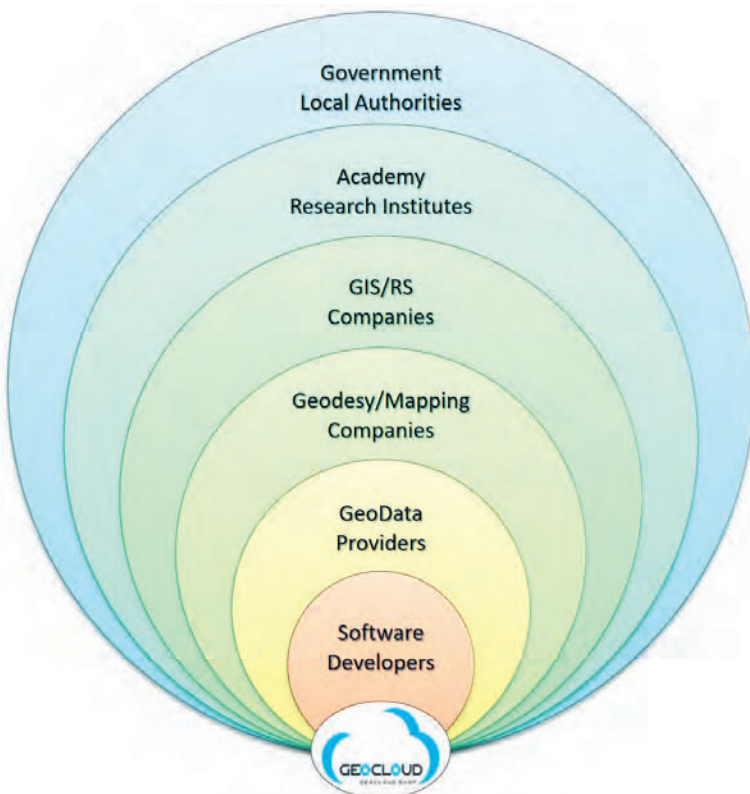 Government
Local Authorities
Academy
Research Institutes
GIS/RS
Companies
Geodesy/Mapping
Companies
GeoData
Providers
Software
Developers
GEOCLOUD